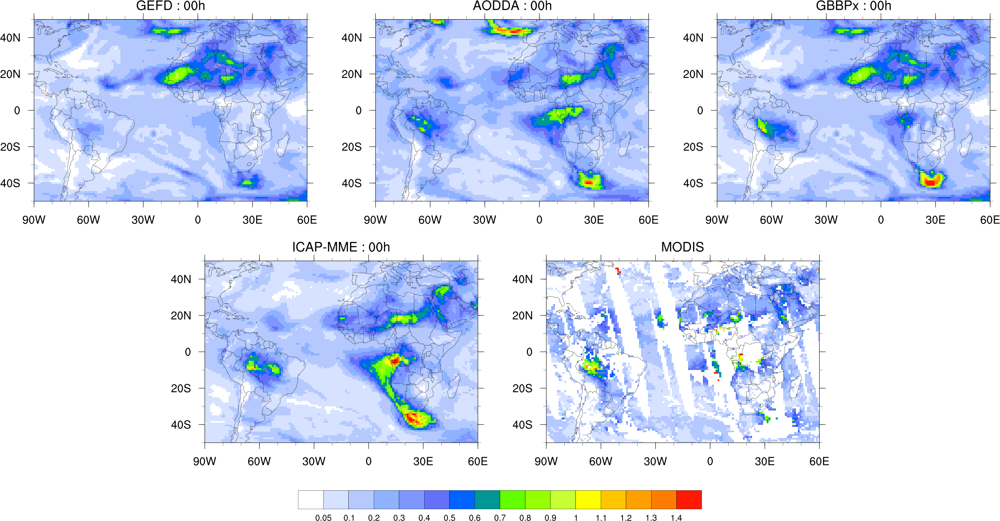 GEFD : 00h
AODDA : 00h
GBBPx : 00h
40N
20N
0
20S
40S
90W 60W 30W 0 30E 60E
40N
20N
0
20S
40S
90W 60W 30W 0 30E 60E
40N
20N
0
20S
40S
90W 60W 30W 0 30E 60E
ICAP-MME : 00h
MODIS
40N
20N
0
20S
40S
90W 60W 30W 0 30E 60E
40N
20N
0
20S
40S
90W 60W 30W 0 30E 60E
0.05 0.1 0.2 0.3 0.4 0.5 0.6 0.7 0.8 0.9 1 1.1 1.2 1.3 1.4